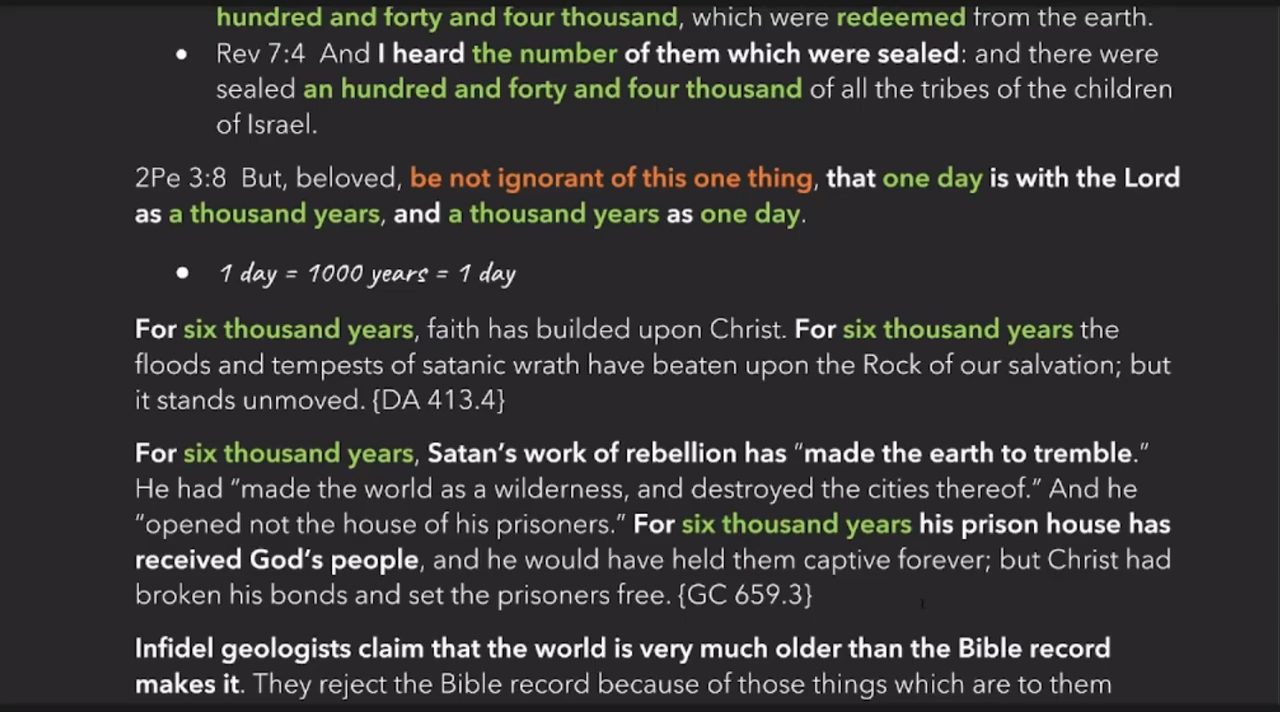 hundred and forty and four thousand, which were redeemed from the earth.
• Rev 7:4 And I heard the number of them which were sealed: and there were
sealed an hundred and forty and four thousand of all the tribes of the children
of Israel.
2Pe 3:8 But, beloved, be not ignorant of this one thing, that one day is with the Lord
as a thousand years, and a thousand years as one day.
• 1 day = 1000 years = 1 day
For six thousand years, faith has builded upon Christ. For six thousand years the
floods and tempests of satanic wrath have beaten upon the Rock of our salvation; but
it stands unmoved. {DA 413.4}
For six thousand years, Satan’s work of rebellion has “made the earth to tremble.”
He had “made the world as a wilderness, and destroyed the cities thereof.” And he
“opened not the house of his prisoners.” For six thousand years his prison house has
received God’s people, and he would have held them captive forever; but Christ had
broken his bonds and set the prisoners free. {GC 659.3}
Infidel geologists claim that the world is very much older than the Bible record
makes it. They reject the Bible record because of those things which are to them